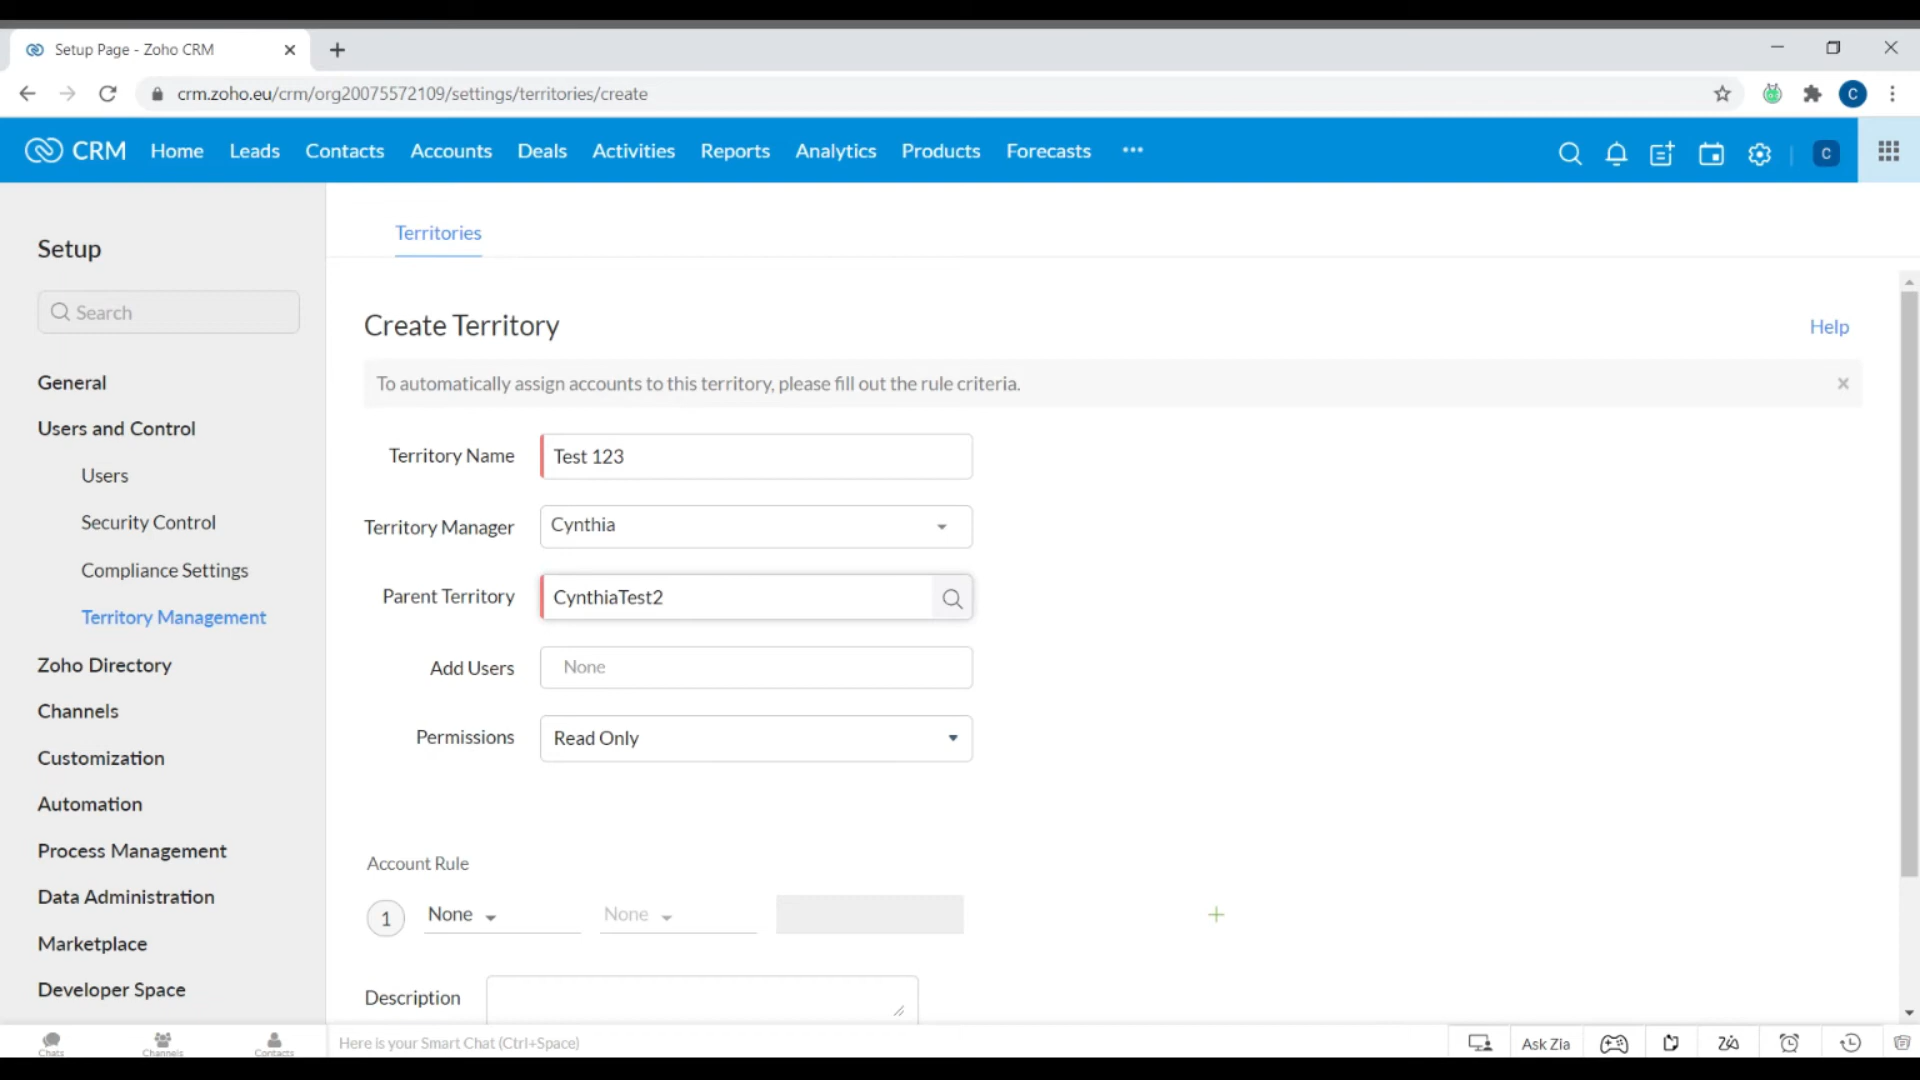 Setup Page - Zoho CRM
crm.zoho.eu/crm/org20075572109/settings/territories/create
C
CRM Home Leads Contacts Accounts Deals Activities Reports Analytics Products Forecasts
C
Territories
Setup
Search
General
Users and Control
Users
Security Control
Compliance Settings
Territory Management
Zoho Directory
Channels
Customization
Automation
Process Management
Data Administration
Marketplace
Developer Space
Create Territory
Help
To automatically assign accounts to this territory, please fill out the rule criteria.
Territory Name Test 123
Territory Manager Cynthia
Parent Territory CynthiaTest2
Add Users None
Permissions Read Only
Account Rule
1 None None
Description
Chats Channels Contacts
Here is your Smart Chat (Ctrl+Space)
Ask Zia